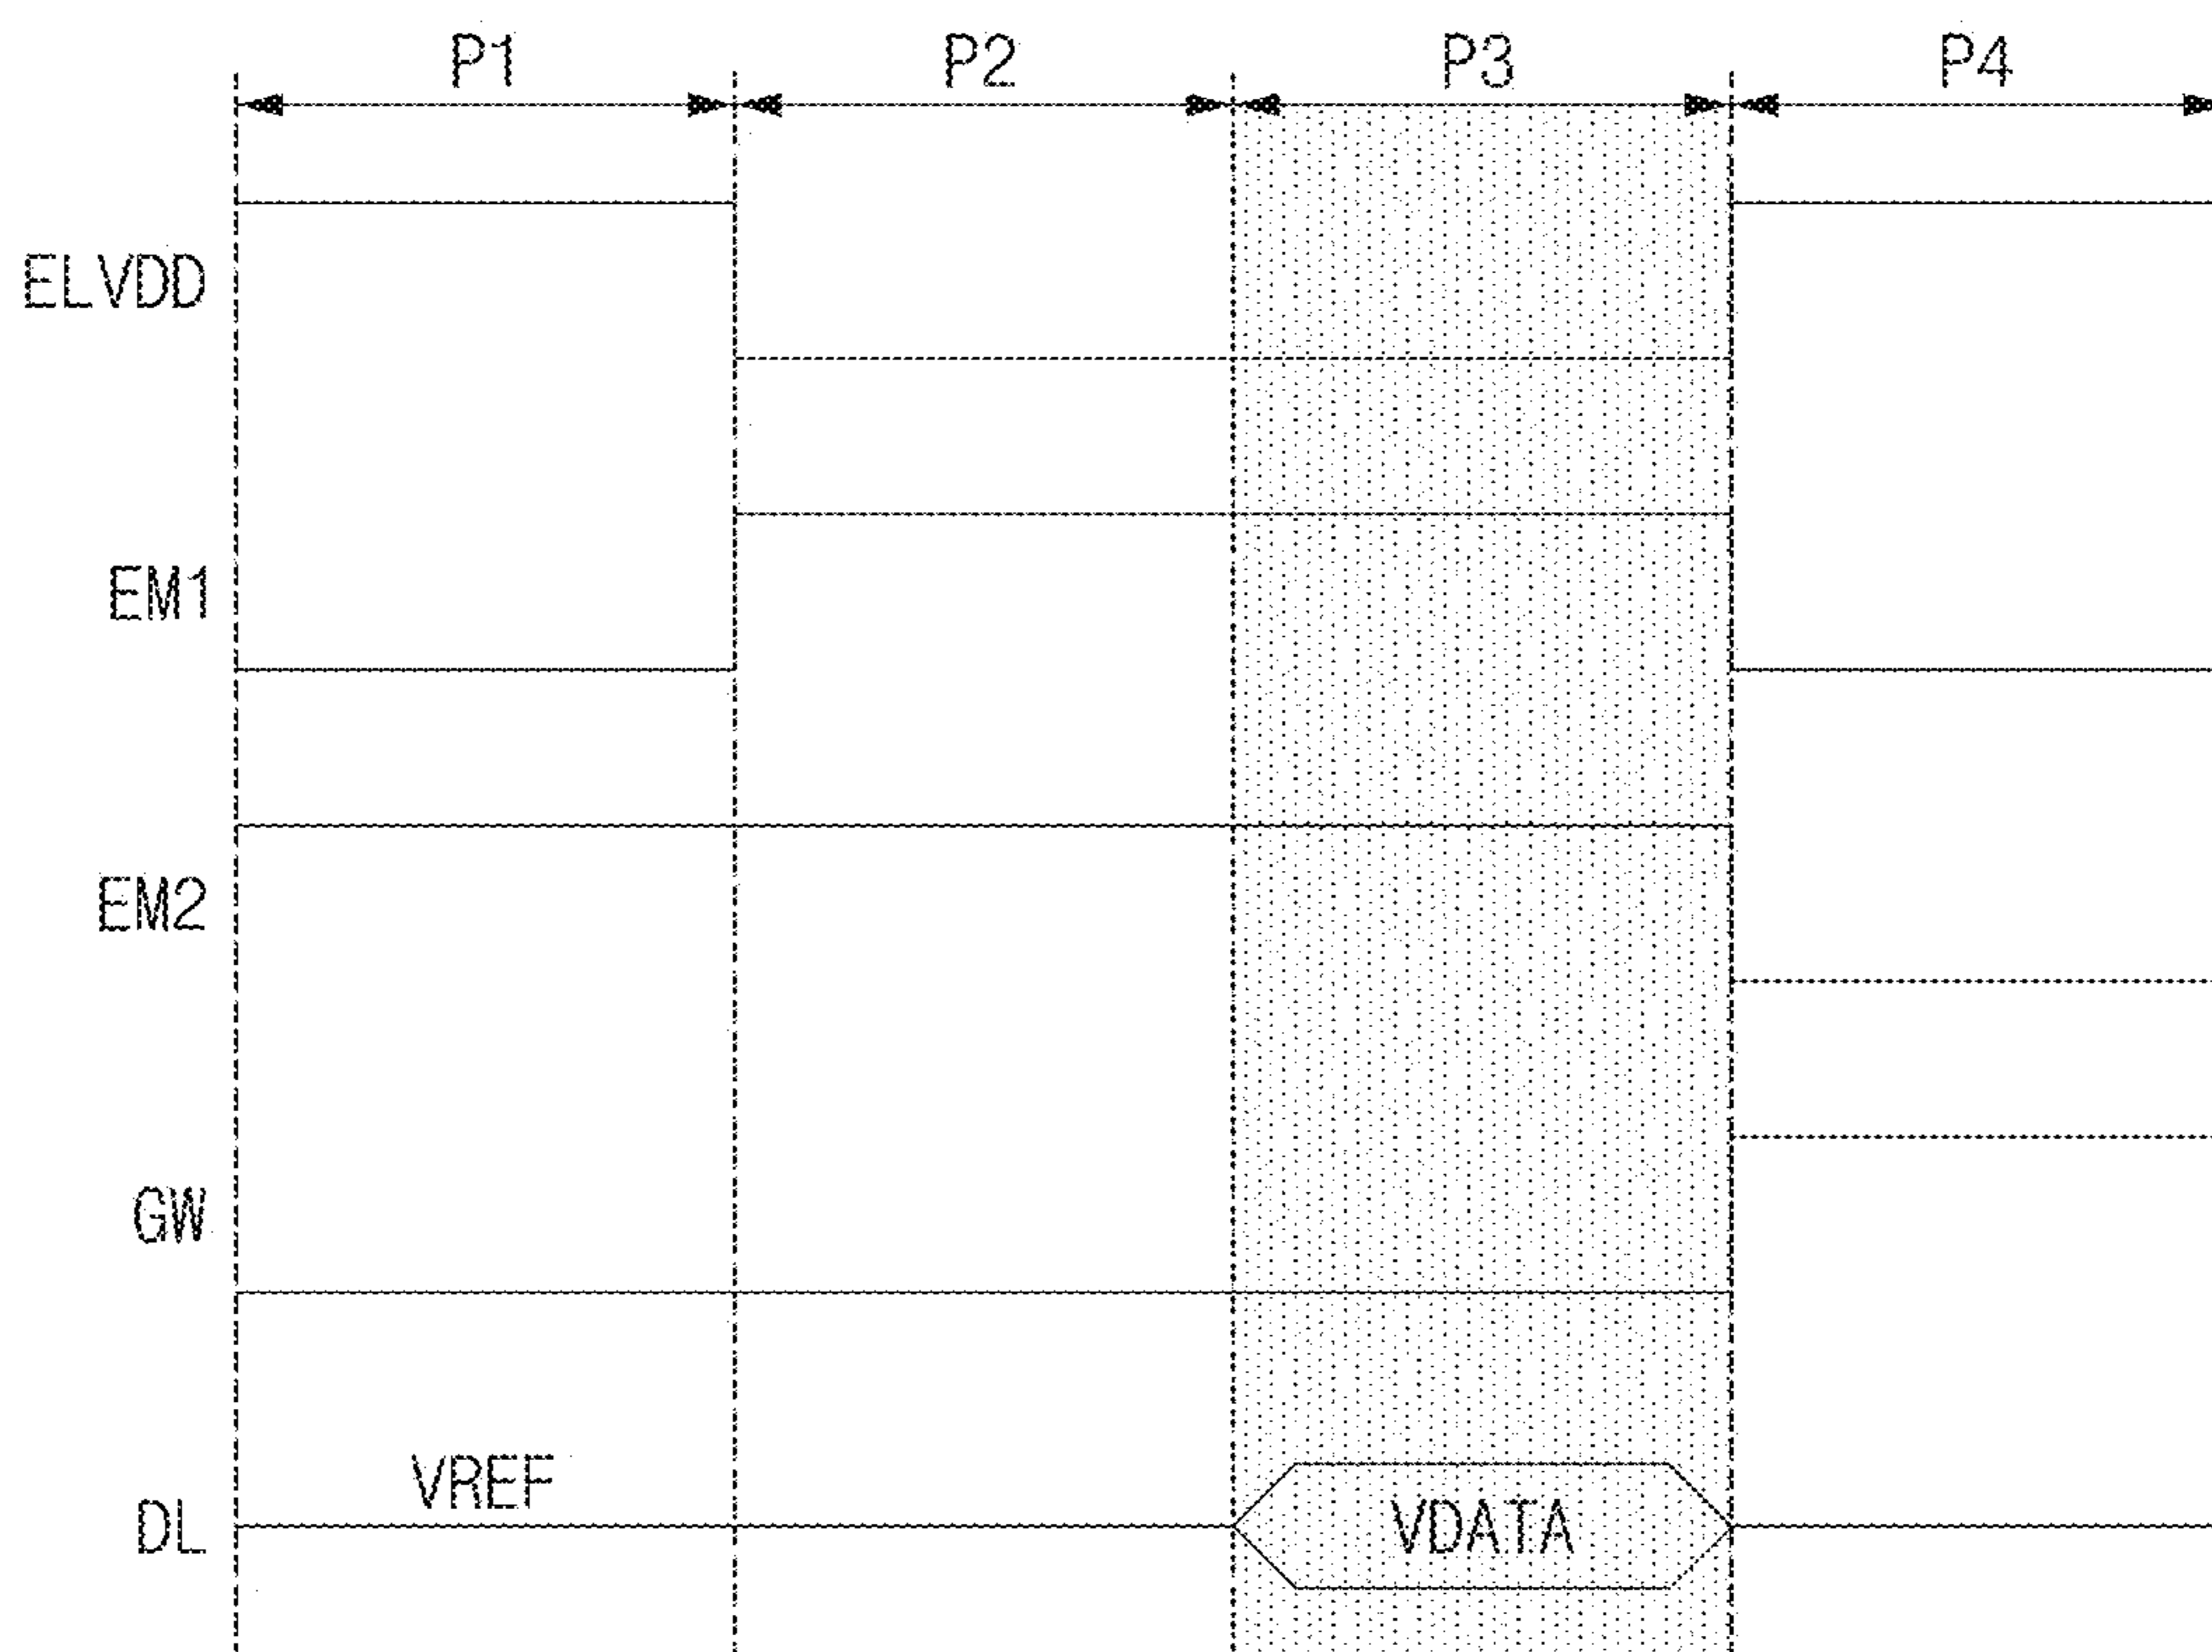 P1 P2 P3 P4
ELVDD
EM1
EM2
GW
VREF
DL VDATA